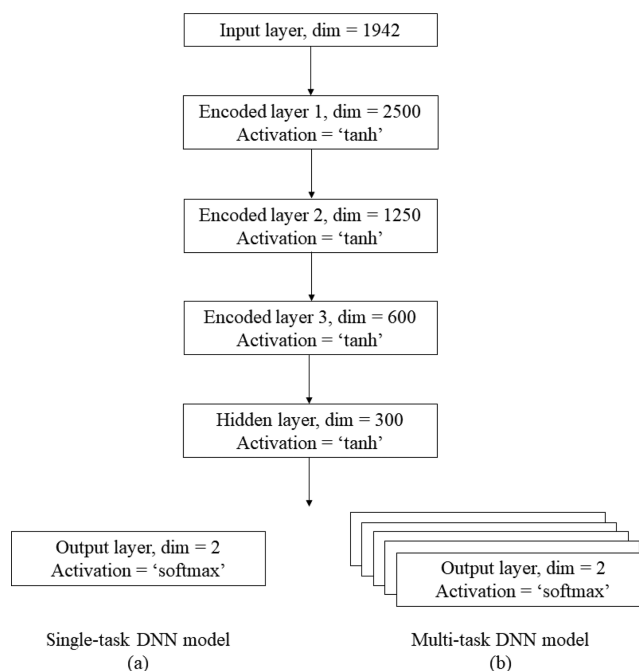 Input layer, dim = 1942
Encoded layer 1, dim = 2500
Activation = ‘tanh’
Encoded layer 2, dim = 1250
Activation = ‘tanh’
Encoded layer 3, dim = 600
Activation = ‘tanh’
Hidden layer, dim = 300
Activation = ‘tanh’
Output layer, dim = 2
Activation = ‘softmax’
Output layer, dim = 2
Activation = ‘softmax’
Single-task DNN model
(a)
Multi-task DNN model
(b)